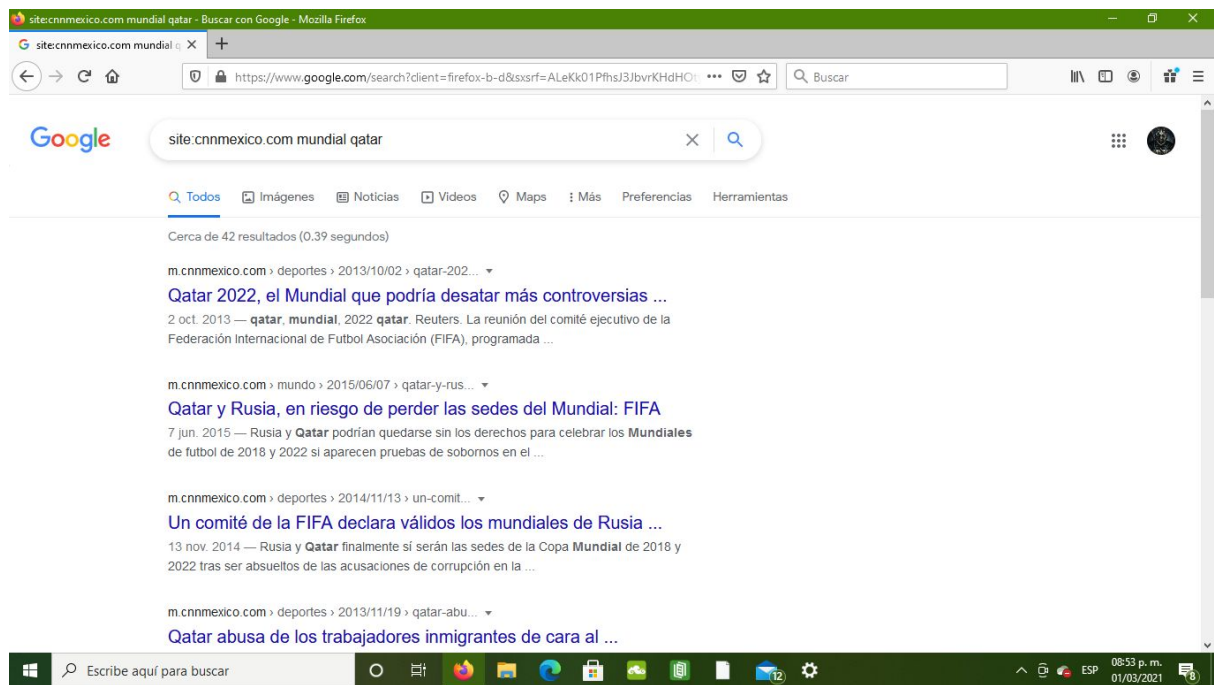 site:cnnmexico.com mundial qatar - Buscar con Google - Mozilla Firefox
site:cnnmexico.com mundial q
https://www.google.com/search?client=firefox-b-d&sxsrf=ALeKk01PfhsJ3JbvrKHdHO
Buscar
Google
site:cnnmexico.com mundial qatar
Todos Imágenes Noticias Videos Maps Más Preferencias Herramientas
Cerca de 42 resultados (0.39 segundos)
m.cnnmexico.com › deportes › 2013/10/02 › qatar-202...
Qatar 2022, el Mundial que podría desatar más controversias ...
2 oct. 2013 — qatar, mundial, 2022 qatar. Reuters. La reunión del comité ejecutivo de la
Federación Internacional de Futbol Asociación (FIFA), programada ...
m.cnnmexico.com › mundo › 2015/06/07 › qatar-y-rus...
Qatar y Rusia, en riesgo de perder las sedes del Mundial: FIFA
7 jun. 2015 — Rusia y Qatar podrían quedarse sin los derechos para celebrar los Mundiales
de futbol de 2018 y 2022 si aparecen pruebas de sobornos en el ...
m.cnnmexico.com › deportes › 2014/11/13 › un-comit...
Un comité de la FIFA declara válidos los mundiales de Rusia ...
13 nov. 2014 — Rusia y Qatar finalmente sí serán las sedes de la Copa Mundial de 2018 y
2022 tras ser absueltos de las acusaciones de corrupción en la ...
m.cnnmexico.com › deportes › 2013/11/19 › qatar-abu...
Qatar abusa de los trabajadores inmigrantes de cara al ...
Escribe aquí para buscar
12
ESP
08:53 p. m.
01/03/2021
8